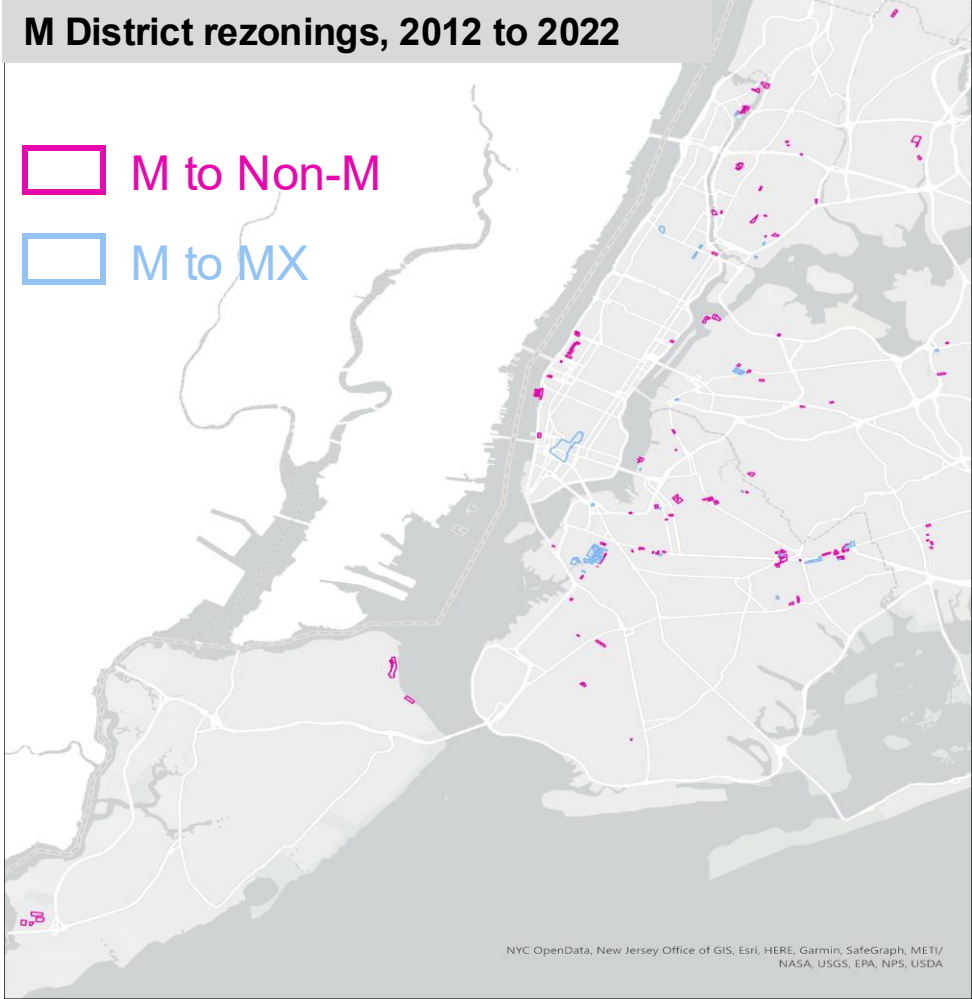 M District rezonings, 2012 to 2022
M to Non-M
M to MX
NYC OpenData, New Jersey Office of GIS, Esri, HERE, Garmin, SafeGraph, METI/
NASA, USGS, EPA, NPS, USDA